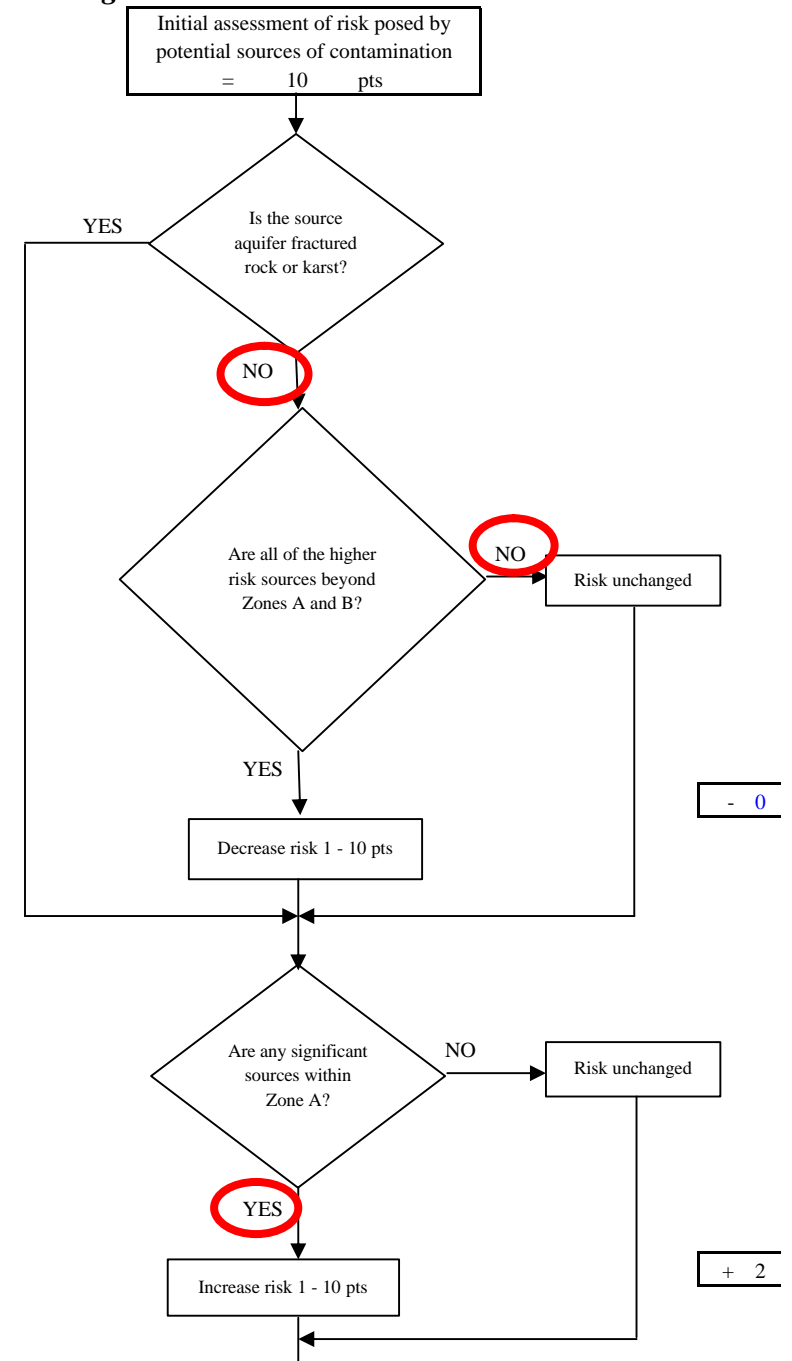 Initial assessment of risk posed by
potential sources of contamination
= 10 pts
YES
Is the source
aquifer fractured
rock or karst?
NO
Are all of the higher
risk sources beyond
Zones A and B?
NO
Risk unchanged
YES
- 0
Decrease risk 1 - 10 pts
Are any significant
sources within
Zone A?
NO
Risk unchanged
YES
+ 2
Increase risk 1 - 10 pts